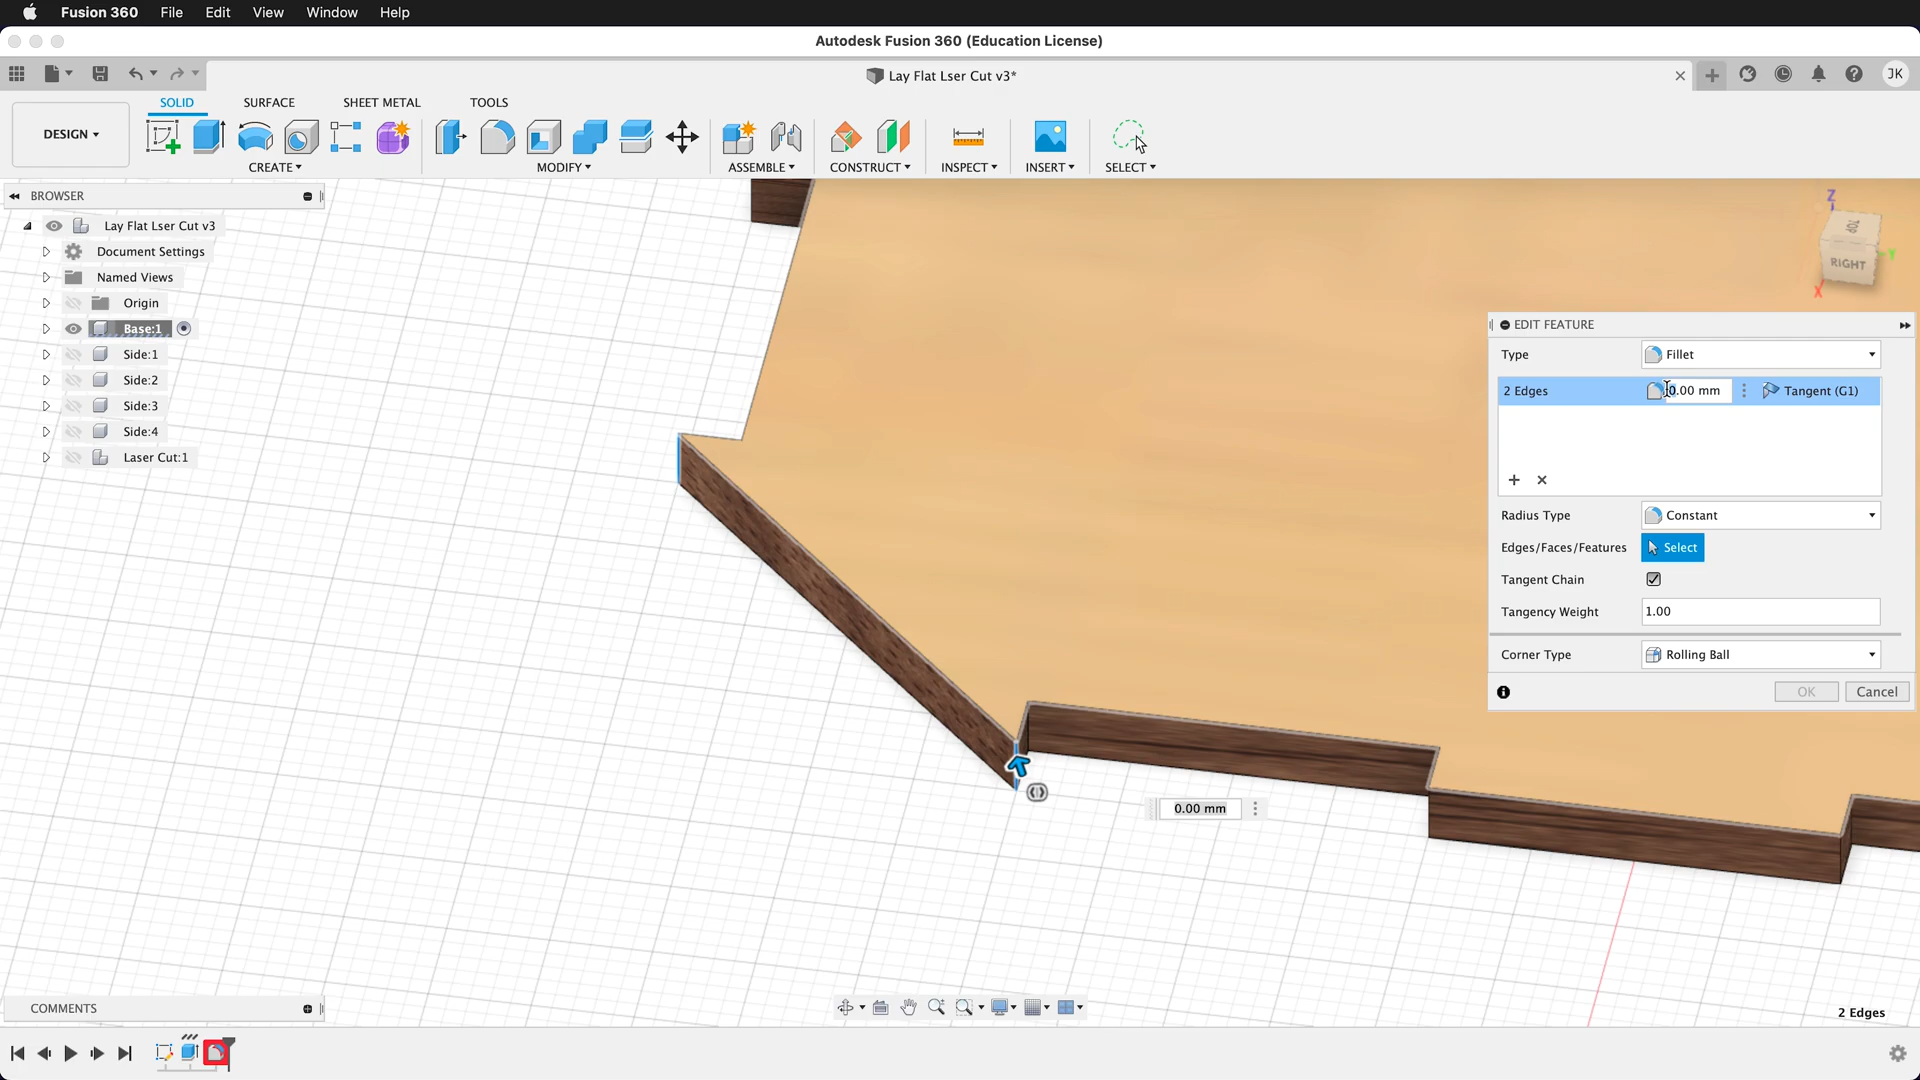 Fusion 360 File Edit View Window Help
Autodesk Fusion 360 (Education License)
Lay Flat Lser Cut v3*
JK
DESIGN
SOLID SURFACE SHEET METAL TOOLS
CREATE MODIFY ASSEMBLE CONSTRUCT INSPECT INSERT SELECT
BROWSER
Lay Flat Lser Cut v3
Document Settings
Named Views
Origin
Base:1
Side:1
Side:2
Side:3
Side:4
Laser Cut:1
Z
TOP
RIGHT
Y
X
EDIT FEATURE
Type Fillet
2 Edges 0.00 mm Tangent (G1)
Radius Type Constant
Edges/Faces/Features Select
Tangent Chain
Tangency Weight 1.00
Corner Type Rolling Ball
OK Cancel
0.00 mm
COMMENTS
2 Edges